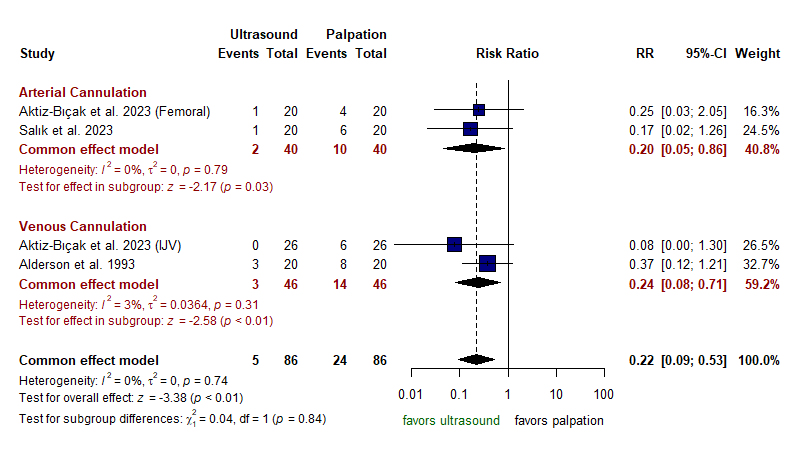 Ultrasound Palpation
Study Events Total Events Total Risk Ratio RR 95%-CI Weight
Arterial Cannulation
Aktiz-Bıçak et al. 2023 (Femoral) 1 20 4 20 0.25 [0.03; 2.05] 16.3%
Salık et al. 2023 1 20 6 20 0.17 [0.02; 1.26] 24.5%
Common effect model 2 40 10 40 0.20 [0.05; 0.86] 40.8%
Heterogeneity: I² = 0%, τ² = 0, p = 0.79
Test for effect in subgroup: z = -2.17 (p = 0.03)
Venous Cannulation
Aktiz-Bıçak et al. 2023 (IJV) 0 26 6 26 0.08 [0.00; 1.30] 26.5%
Alderson et al. 1993 3 20 8 20 0.37 [0.12; 1.21] 32.7%
Common effect model 3 46 14 46 0.24 [0.08; 0.71] 59.2%
Heterogeneity: I² = 3%, τ² = 0.0364, p = 0.31
Test for effect in subgroup: z = -2.58 (p < 0.01)
Common effect model 5 86 24 86 0.22 [0.09; 0.53] 100.0%
Heterogeneity: I² = 0%, τ² = 0, p = 0.74
Test for overall effect: z = -3.38 (p < 0.01)
Test for subgroup differences: χ₁² = 0.04, df = 1 (p = 0.84)
0.01 0.1 1 10 100
favors ultrasound favors palpation